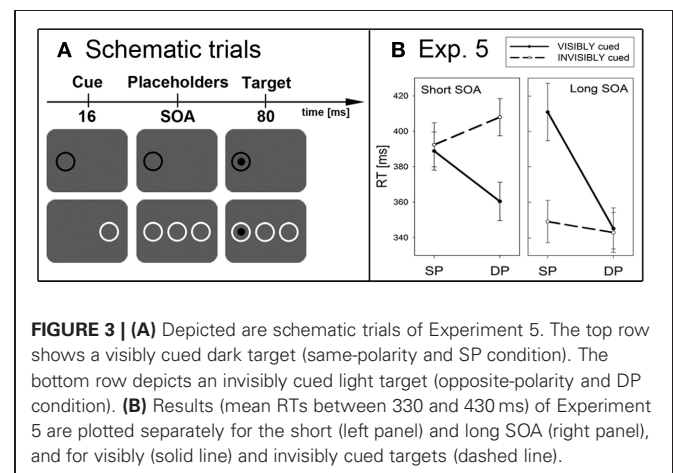 A Schematic trials
Cue Placeholders Target
16 SOA 80 time [ms]
B Exp. 5
VISIBLY cued
INVISIBLY cued
Short SOA
Long SOA
RT [ms]
420
400
380
360
340
SP DP SP DP
FIGURE 3 | (A) Depicted are schematic trials of Experiment 5. The top row
shows a visibly cued dark target (same-polarity and SP condition). The
bottom row depicts an invisibly cued light target (opposite-polarity and DP
condition). (B) Results (mean RTs between 330 and 430 ms) of Experiment
5 are plotted separately for the short (left panel) and long SOA (right panel),
and for visibly (solid line) and invisibly cued targets (dashed line).